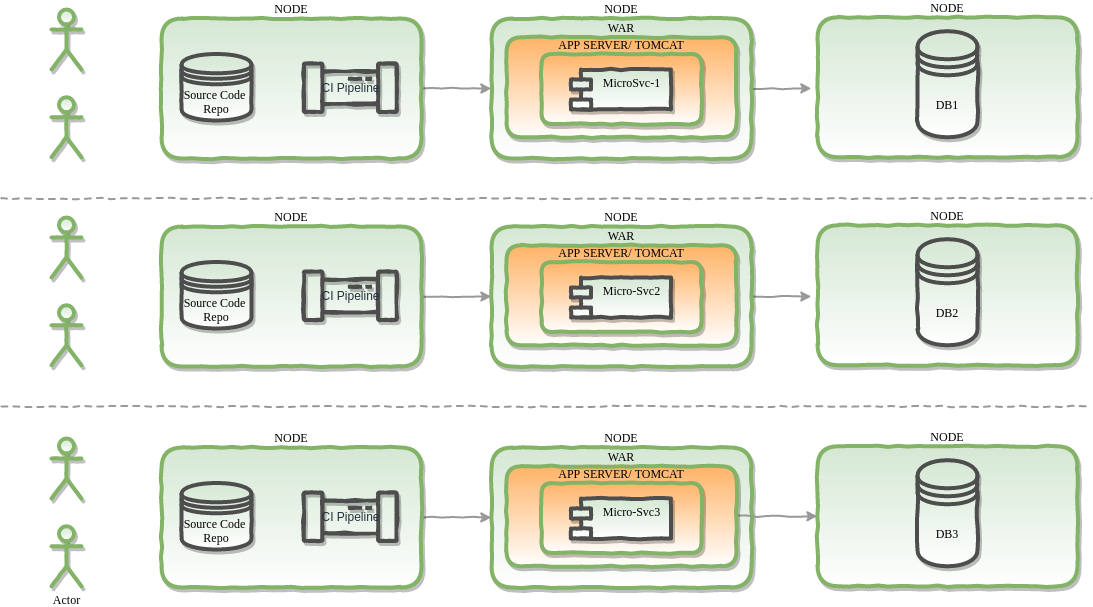 NODE
NODE
NODE
WAR
APP SERVER/ TOMCAT
Source Code
Repo
CI Pipeline
MicroSvc-1
DB1
NODE
NODE
NODE
WAR
APP SERVER/ TOMCAT
Source Code
Repo
CI Pipeline
Micro-Svc2
DB2
NODE
NODE
NODE
WAR
APP SERVER/ TOMCAT
Source Code
Repo
CI Pipeline
Micro-Svc3
DB3
Actor